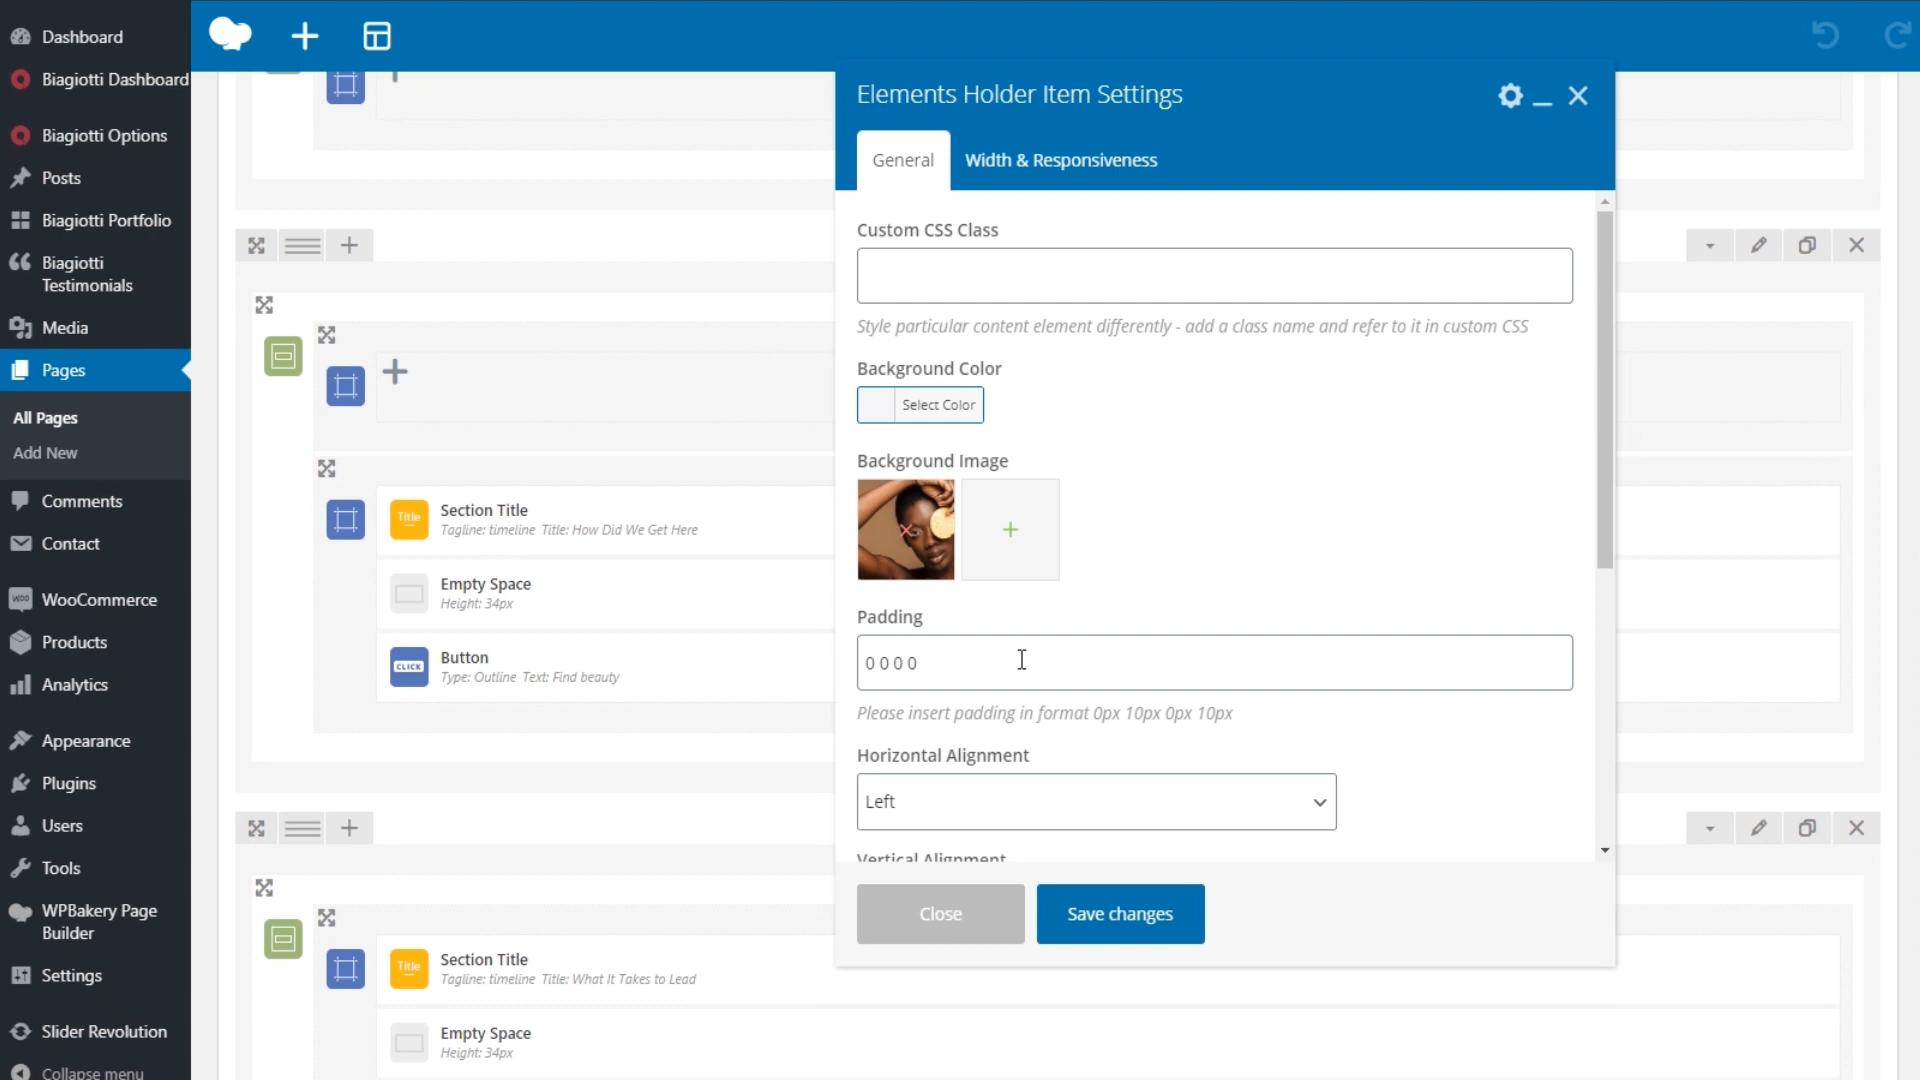 Dashboard
Biagiotti Dashboard
Biagiotti Options
Posts
Biagiotti Portfolio
Biagiotti
Testimonials
Media
Pages
All Pages
Add New
Comments
Contact
WOO
WooCommerce
Products
Analytics
Appearance
Plugins
Users
Tools
WPBakery Page
Builder
Settings
Slider Revolution
Collapse menu
Title
Section Title
Tagline: timeline Title: How Did We Get Here
Empty Space
Height: 34px
CLICK
Button
Type: Outline Text: Find beauty
Title
Section Title
Tagline: timeline Title: What It Takes to Lead
Empty Space
Height: 34px
Elements Holder Item Settings
General
Width & Responsiveness
Custom CSS Class
Style particular content element differently - add a class name and refer to it in custom CSS
Background Color
Select Color
Background Image
Padding
0 0 0 0
Please insert padding in format 0px 10px 0px 10px
Horizontal Alignment
Left
Vertical Alignment
Close
Save changes